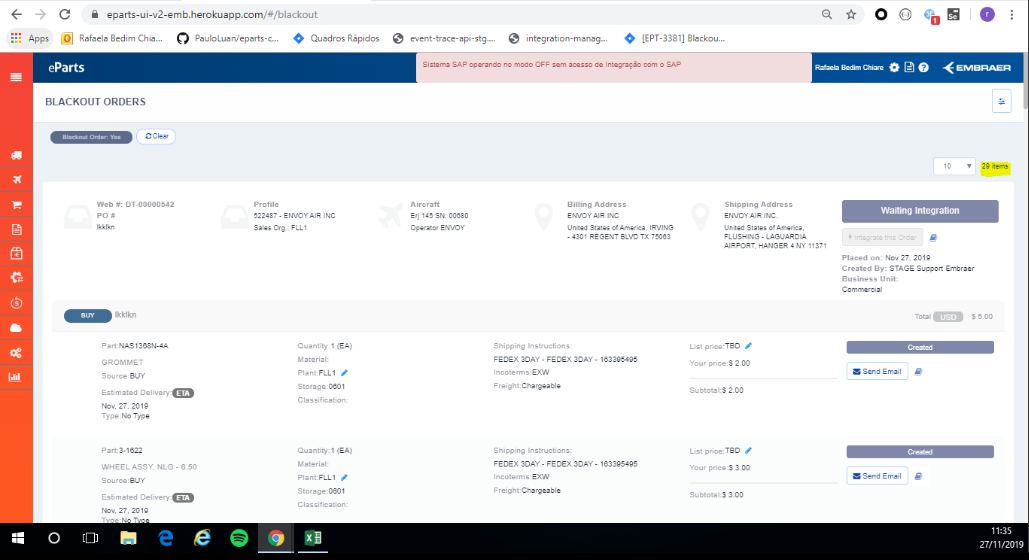 eparts-ui-v2-emb.herokuapp.com/#/blackout
1
Se
r
Apps
Rafaela Bedim Chia...
PauloLuan/eparts-c...
Quadros Rápidos
event-trace-api-stg....
integration-manag...
[EPT-3381] Blackou...
eParts
Sistema SAP operando no modo OFF sem acesso de integração com o SAP
Rafaela Bedim Chiare
EMBRAER
BLACKOUT ORDERS
Blackout Order: Yes
Clear
10
29 items
Web #: DT-00000542
PO #
lkklkn
Profile
522487 - ENVOY AIR INC
Sales Org.: FLL1
Aircraft
Erj 145 SN: 00680
Operator ENVOY
Billing Address
ENVOY AIR INC
United States of America, IRVING
- 4301 REGENT BLVD TX 75063
Shipping Address
ENVOY AIR INC.
United States of America,
FLUSHING - LAGUARDIA
AIRPORT, HANGER 4 NY 11371
Waiting Integration
Integrate this Order
Placed on: Nov 27, 2019
Created By: STAGE Support Embraer
Business Unit:
Commercial
BUY lkklkn
Total USD $ 5.00
Part:NAS1368N-4A
GROMMET
Source:BUY
Estimated Delivery: ETA
Nov, 27, 2019
Type:No Type
Quantity:1 (EA)
Material:
Plant:FLL1
Storage:0601
Classification:
Shipping Instructions:
FEDEX 3DAY - FEDEX 3DAY - 163395495
Incoterms:EXW
Freight:Chargeable
List price:TBD
Your price:$ 2.00
Subtotal:$ 2.00
Created
Send Email
Part:3-1622
WHEEL ASSY, NLG - 6.50
Source:BUY
Estimated Delivery: ETA
Nov, 27, 2019
Type:No Type
Quantity:1 (EA)
Material:
Plant:FLL1
Storage:0601
Classification:
Shipping Instructions:
FEDEX 3DAY - FEDEX 3DAY - 163395495
Incoterms:EXW
Freight:Chargeable
List price:TBD
Your price:$ 3.00
Subtotal:$ 3.00
Created
Send Email
11:35
27/11/2019